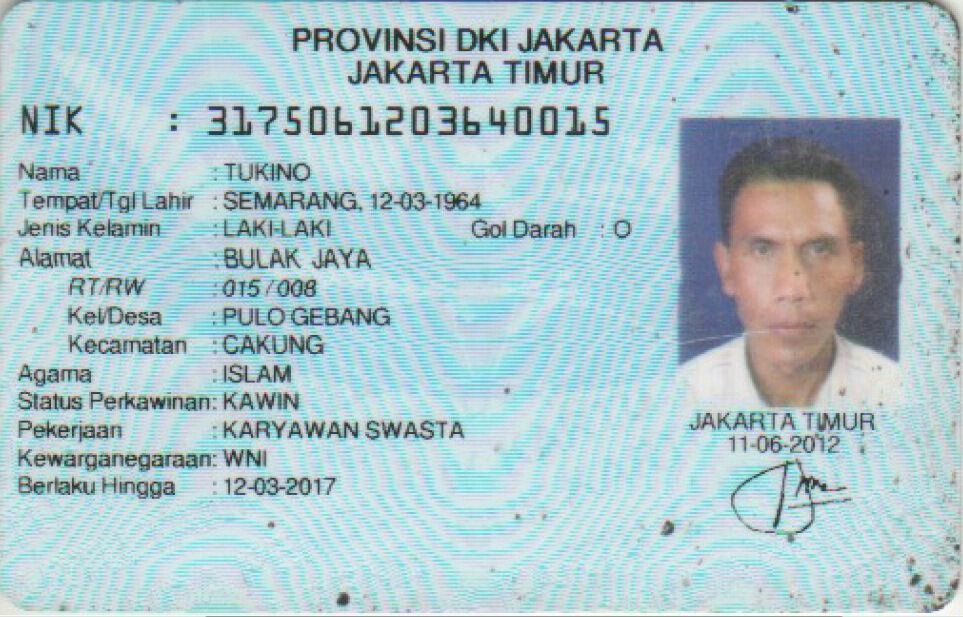 PROVINSI DKI JAKARTA
JAKARTA TIMUR
NIK : 3175061203640015
Nama : TUKINO
Tempat/Tgl Lahir : SEMARANG, 12-03-1964
Jenis Kelamin : LAKI-LAKI Gol Darah : O
Alamat : BULAK JAYA
RT/RW : 015 / 008
Kel/Desa : PULO GEBANG
Kecamatan : CAKUNG
Agama : ISLAM
Status Perkawinan: KAWIN
Pekerjaan : KARYAWAN SWASTA
Kewarganegaraan: WNI
Berlaku Hingga : 12-03-2017
JAKARTA TIMUR
11-06-2012